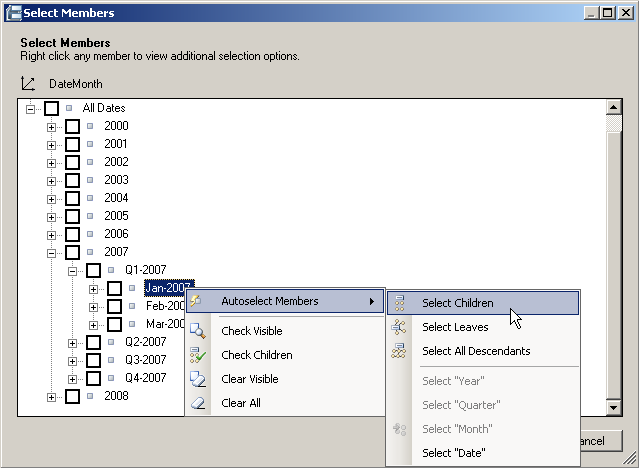 Select Members
Select Members
Right click any member to view additional selection options.
DateMonth
All Dates
2000
2001
2002
2003
2004
2005
2006
2007
Q1-2007
Jan-2007
Feb-200
Mar-200
Q2-2007
Q3-2007
Q4-2007
2008
Autoselect Members
Check Visible
Check Children
Clear Visible
Clear All
Select Children
Select Leaves
Select All Descendants
Select "Year"
Select "Quarter"
Select "Month"
Select "Date"
ancel